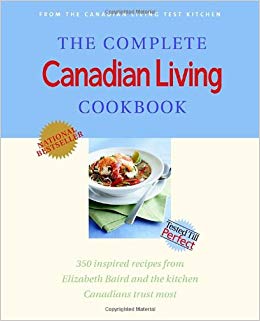 FROM THE CANADIAN LIVING TEST KITCHEN
THE COMPLETE
Canadian Living
COOKBOOK
NATIONAL
BESTSELLER
Tested Till
Perfect
350 inspired recipes from
Elizabeth Baird and the kitchen
Canadians trust most